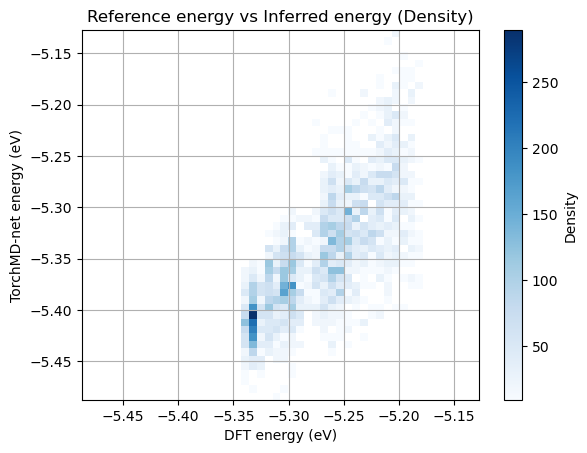 Reference energy vs Inferred energy (Density)
TorchMD-net energy (eV)
−5.15
−5.20
−5.25
−5.30
−5.35
−5.40
−5.45
−5.45 −5.40 −5.35 −5.30 −5.25 −5.20 −5.15
DFT energy (eV)
250
200
150
100
50
Density